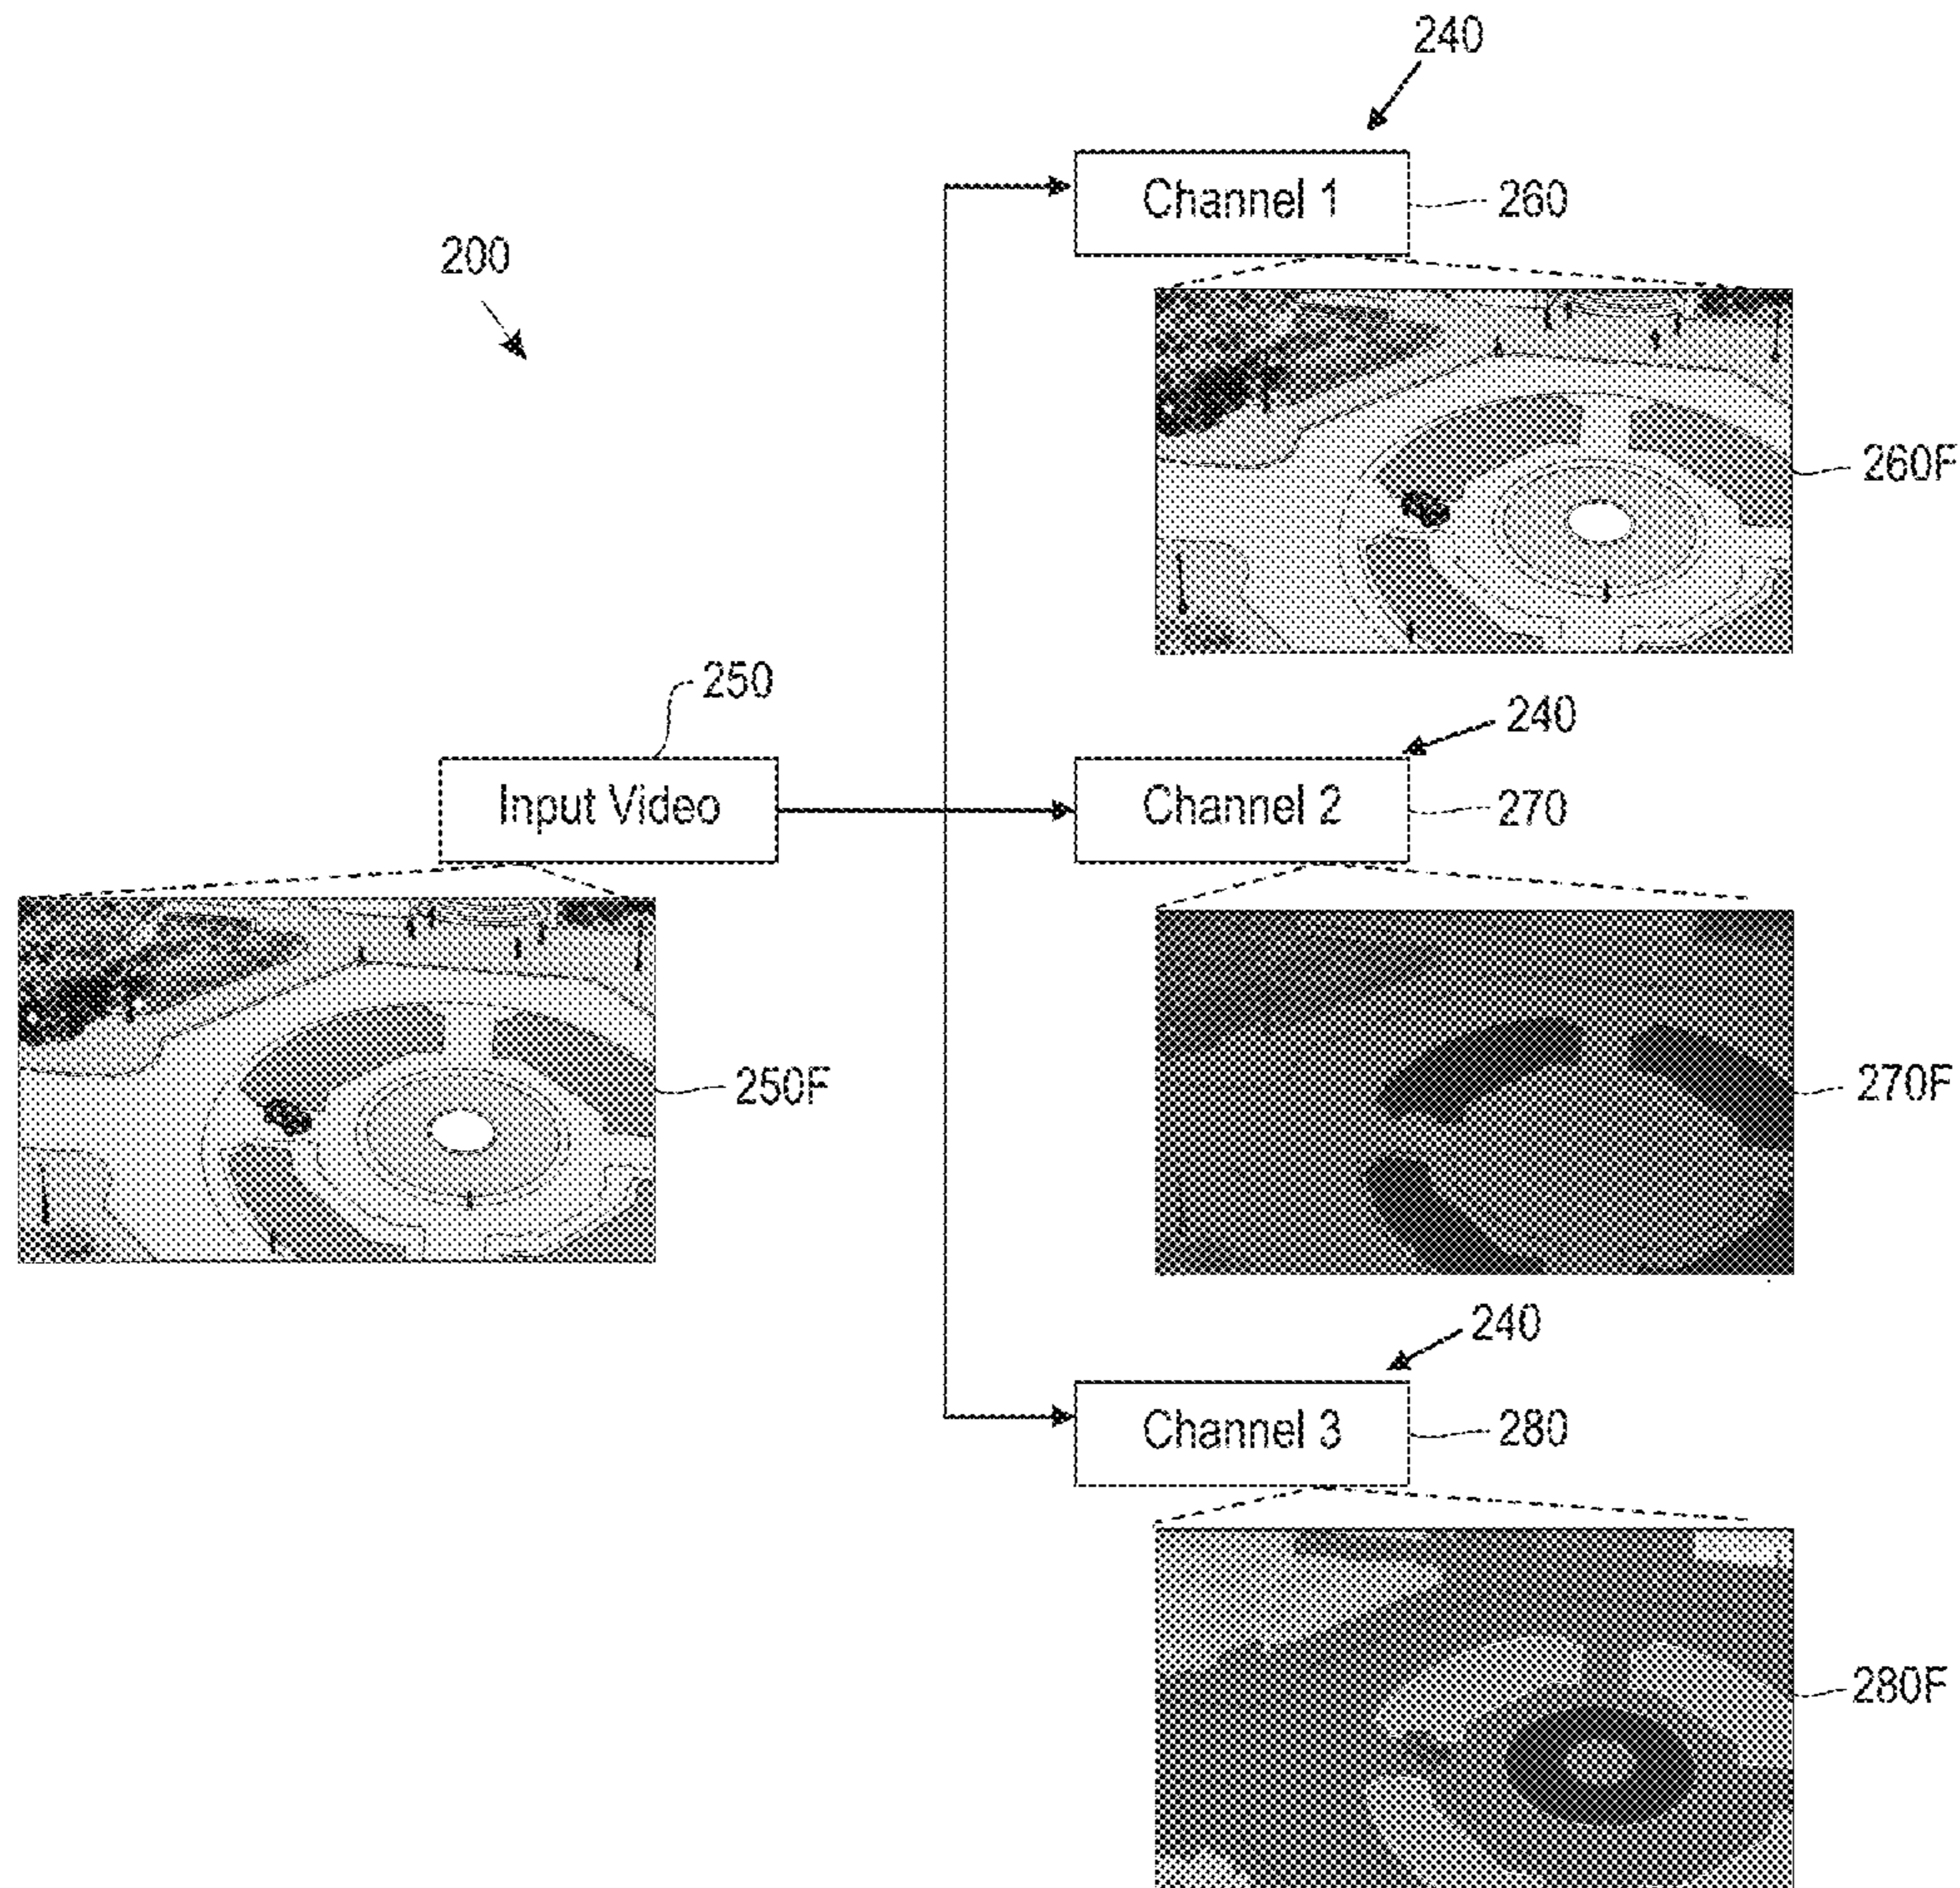 240
Channel 1
260
200
260F
250
240
Input Video
Channel 2
270
250F
270F
240
Channel 3
280
280F